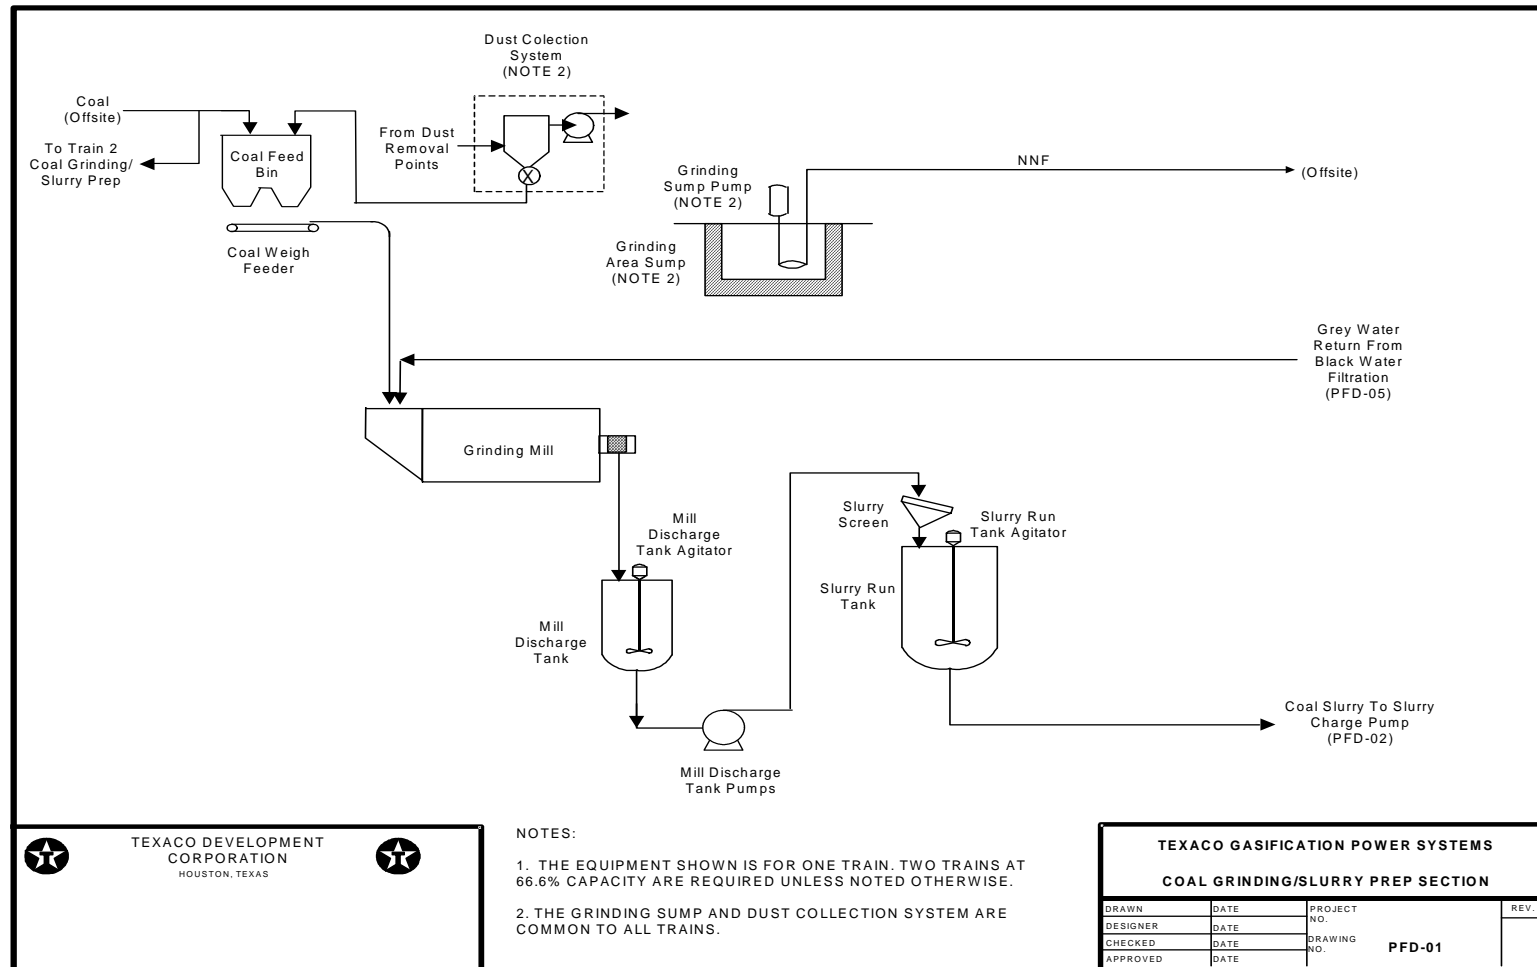 Dust Colection
System
(NOTE 2)
Coal
(Offsite)
To Train 2
Coal Grinding/
Slurry Prep
Coal Feed
Bin
From Dust
Removal
Points
Coal Weigh
Feeder
Grinding
Sump Pump
(NOTE 2)
NNF
(Offsite)
Grinding
Area Sump
(NOTE 2)
Grey Water
Return From
Black Water
Filtration
(PFD-05)
Grinding Mill
Mill
Discharge
Tank Agitator
Slurry
Screen
Slurry Run
Tank Agitator
Slurry Run
Tank
Mill
Discharge
Tank
Mill Discharge
Tank Pumps
Coal Slurry To Slurry
Charge Pump
(PFD-02)
T
TEXACO DEVELOPMENT
CORPORATION
HOUSTON, TEXAS
T
NOTES:
1. THE EQUIPMENT SHOWN IS FOR ONE TRAIN. TWO TRAINS AT
66.6% CAPACITY ARE REQUIRED UNLESS NOTED OTHERWISE.
2. THE GRINDING SUMP AND DUST COLLECTION SYSTEM ARE
COMMON TO ALL TRAINS.
TEXACO GASIFICATION POWER SYSTEMS
COAL GRINDING/SLURRY PREP SECTION
DRAWN DATE
DESIGNER DATE
CHECKED DATE
APPROVED DATE
PROJECT
NO.
DRAWING
NO.
PFD-01
REV.